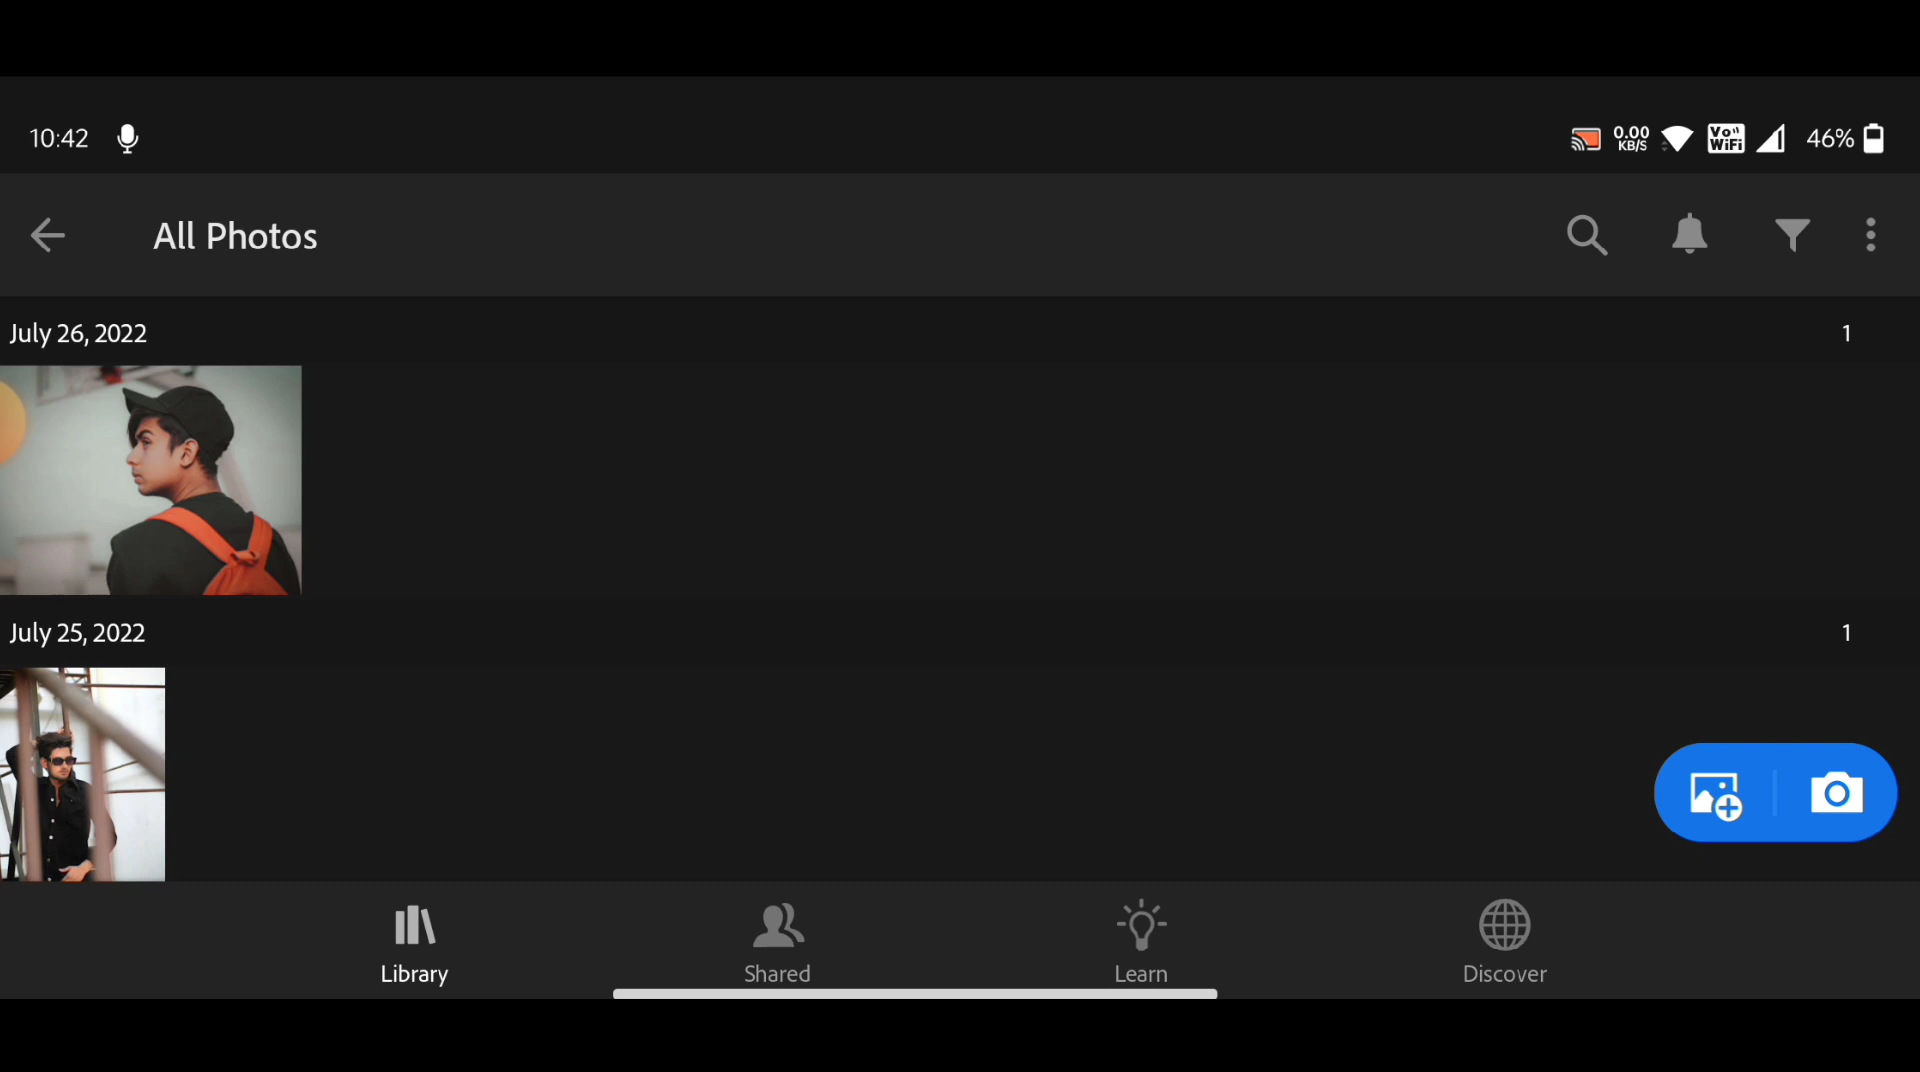 10:42 0.00 KB/S Vo WiFi 46%
All Photos
July 26, 2022 1
July 25, 2022 1
Library Shared Learn Discover